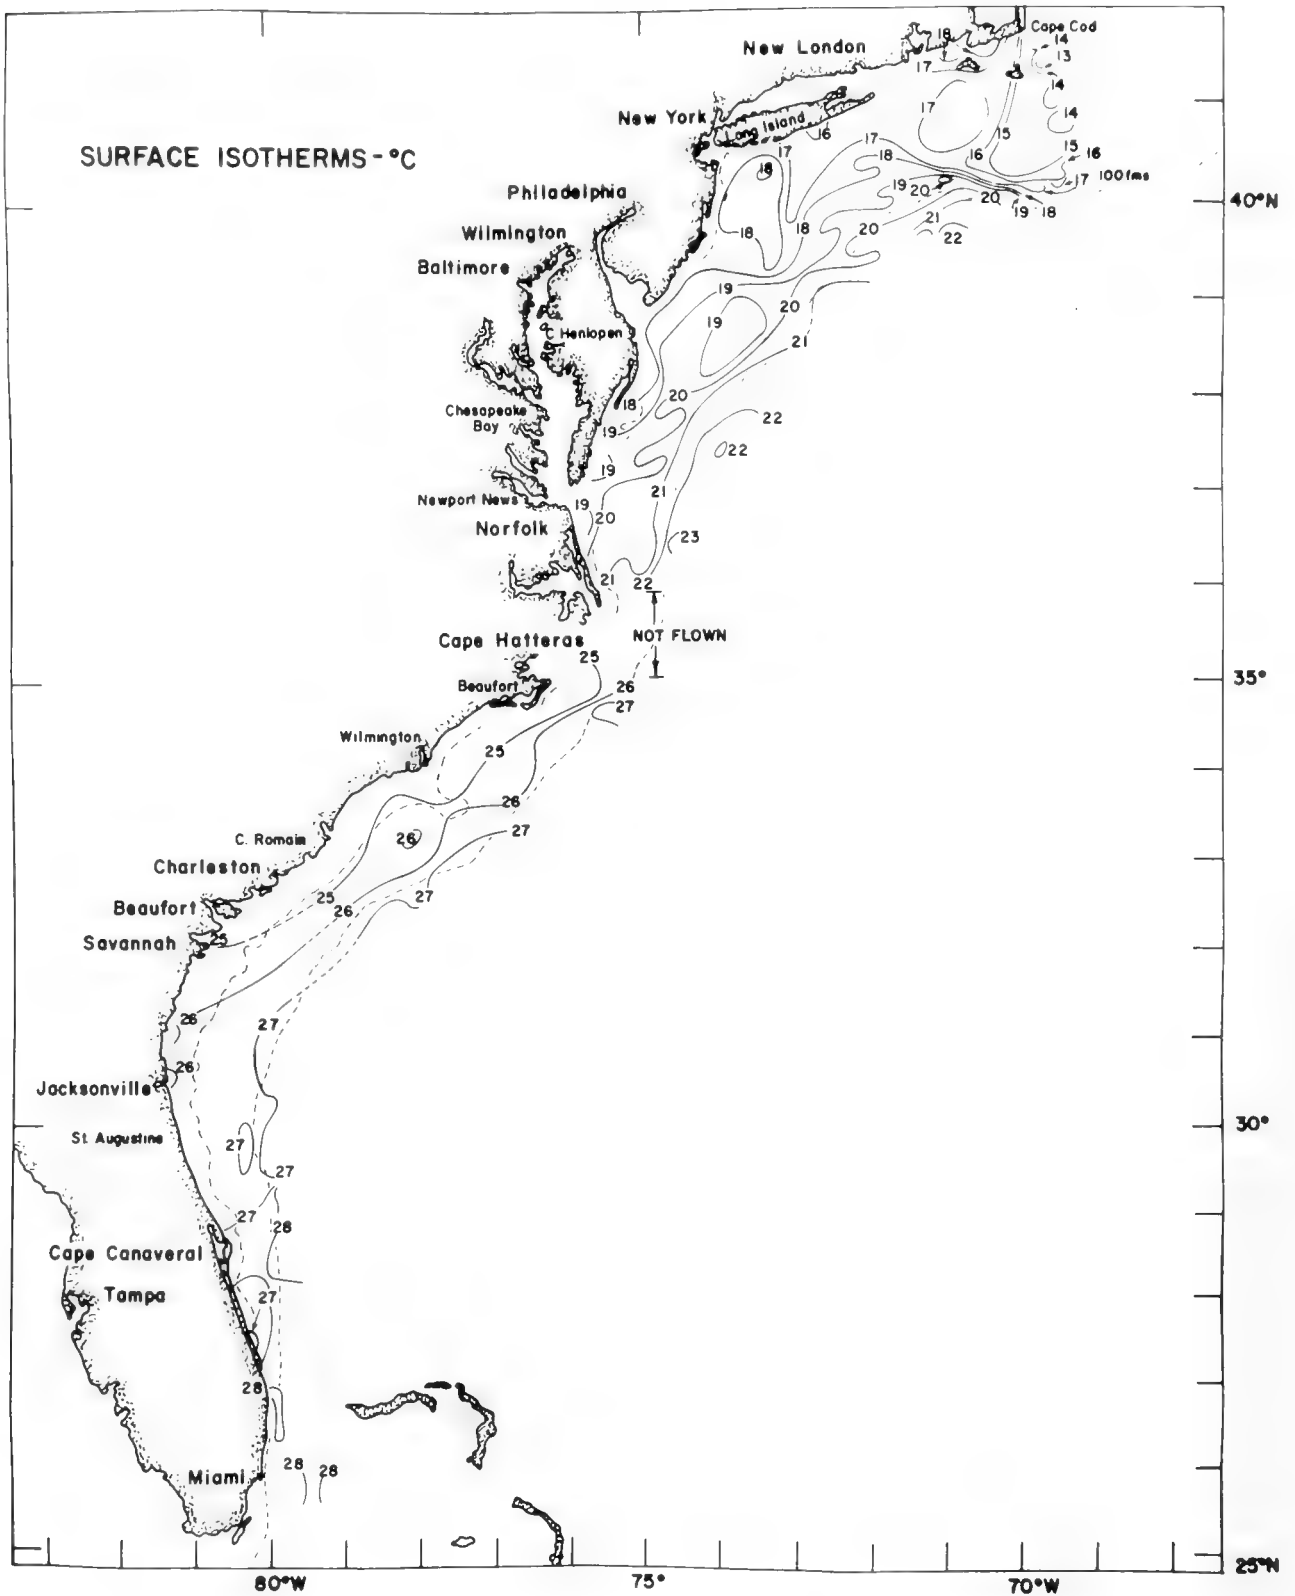 Cape Cod
18
14
13
New London
17
14
New York
17
14
Long Island
16
15
17
17
18
16
15
16
SURFACE ISOTHERMS - °C
18
19
20
17
100 fms
Philadelphia
20
19
18
40°N
Wilmington
18
18
20
21
22
Baltimore
19
20
C. Henlopen
19
21
Chesapeake
Bay
18
20
22
19
22
19
Newport News
19
20
21
Norfolk
23
21
22
Cape Hatteras
NOT FLOWN
25
Beaufort
26
35°
27
Wilmington
25
26
C. Romain
26
27
Charleston
25
27
Beaufort
26
Savannah
25
26
27
26
Jacksonville
30°
St. Augustine
27
27
27
28
Cape Canaveral
Tampa
27
28
28
28
Miami
25°N
80°W
75°
70°W